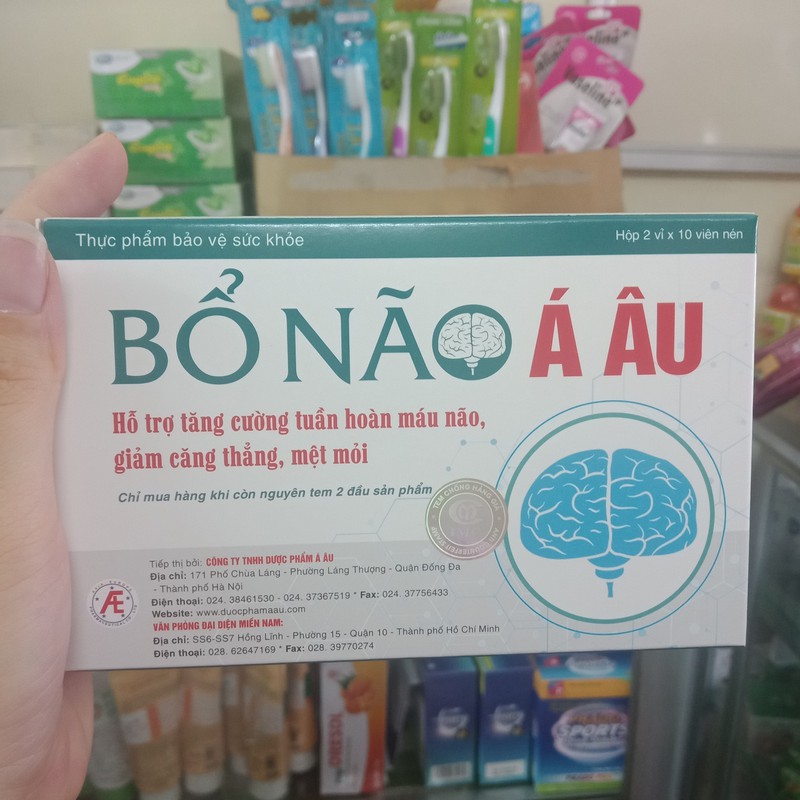 Thực phẩm bảo vệ sức khỏe
Hộp 2 vỉ x 10 viên nén
BỔ NÃO Á ÂU
Hỗ trợ tăng cường tuần hoàn máu não,
giảm căng thẳng, mệt mỏi
Chỉ mua hàng khi còn nguyên tem 2 đầu sản phẩm
TEM CHỐNG HÀNG GIẢ
Tiếp thị bởi: CÔNG TY TNHH DƯỢC PHẨM Á ÂU
Địa chỉ: 171 Phố Chùa Láng - Phường Láng Thượng - Quận Đống Đa
- Thành phố Hà Nội
Điện thoại: 024. 38461530 - 024. 37367519 * Fax: 024. 37756433
Website: www.duocphamaau.com
VĂN PHÒNG ĐẠI DIỆN MIỀN NAM:
Địa chỉ: SS6-SS7 Hồng Lĩnh - Phường 15 - Quận 10 - Thành phố Hồ Chí Minh
Điện thoại: 028. 62647169 * Fax: 028. 39770274
Æ
SPORTS